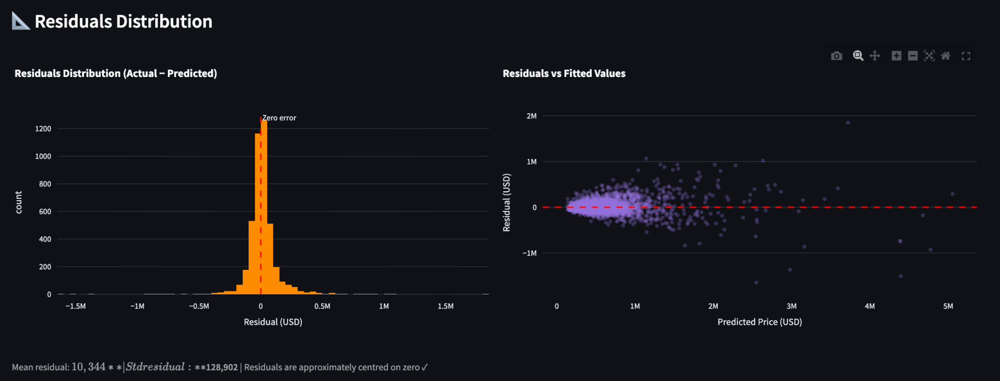 Residuals Distribution
Residuals Distribution (Actual − Predicted)
Zero error
1200
1000
800
600
400
200
0
count
−1.5M
−1M
−0.5M
0
0.5M
1M
1.5M
Residual (USD)
Residuals vs Fitted Values
2M
1M
0
−1M
Residual (USD)
0
1M
2M
3M
4M
5M
Predicted Price (USD)
Mean residual: 10, 344 ∗ ∗|Stdresidual : **128,902 | Residuals are approximately centred on zero ✓